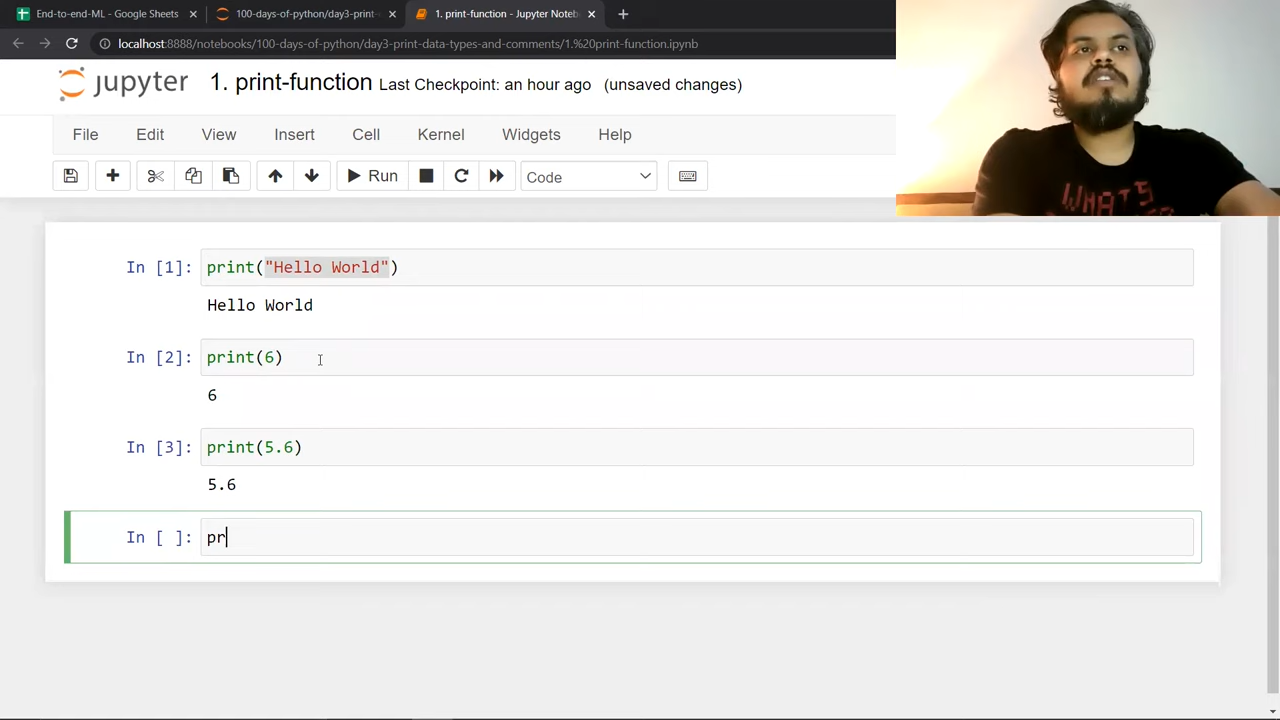 End-to-end-ML - Google Sheets
100-days-of-python/day3-print-
1. print-function - Jupyter Noteb
localhost:8888/notebooks/100-days-of-python/day3-print-data-types-and-comments/1.%20print-function.ipynb
jupyter 1. print-function Last Checkpoint: an hour ago (unsaved changes)
File Edit View Insert Cell Kernel Widgets Help
Run Code
In [1]: print("Hello World")
Hello World
In [2]: print(6)
6
In [3]: print(5.6)
5.6
In [ ]: pr
WHATS